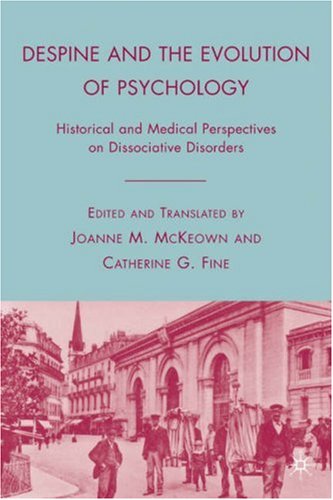 DESPINE AND THE EVOLUTION
OF PSYCHOLOGY
Historical and Medical Perspectives
on Dissociative Disorders
EDITED AND TRANSLATED BY
JOANNE M. MCKEOWN AND
CATHERINE G. FINE